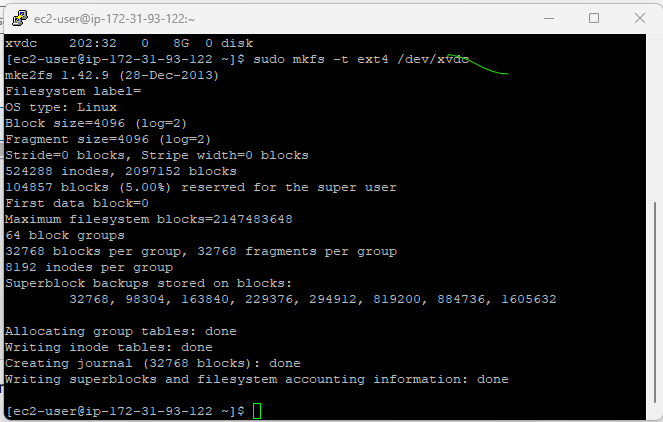 ec2-user@ip-172-31-93-122:~
xvdc    202:32   0   8G  0 disk
[ec2-user@ip-172-31-93-122 ~]$ sudo mkfs -t ext4 /dev/xvdc
mke2fs 1.42.9 (28-Dec-2013)
Filesystem label=
OS type: Linux
Block size=4096 (log=2)
Fragment size=4096 (log=2)
Stride=0 blocks, Stripe width=0 blocks
524288 inodes, 2097152 blocks
104857 blocks (5.00%) reserved for the super user
First data block=0
Maximum filesystem blocks=2147483648
64 block groups
32768 blocks per group, 32768 fragments per group
8192 inodes per group
Superblock backups stored on blocks:
        32768, 98304, 163840, 229376, 294912, 819200, 884736, 1605632
Allocating group tables: done
Writing inode tables: done
Creating journal (32768 blocks): done
Writing superblocks and filesystem accounting information: done
[ec2-user@ip-172-31-93-122 ~]$